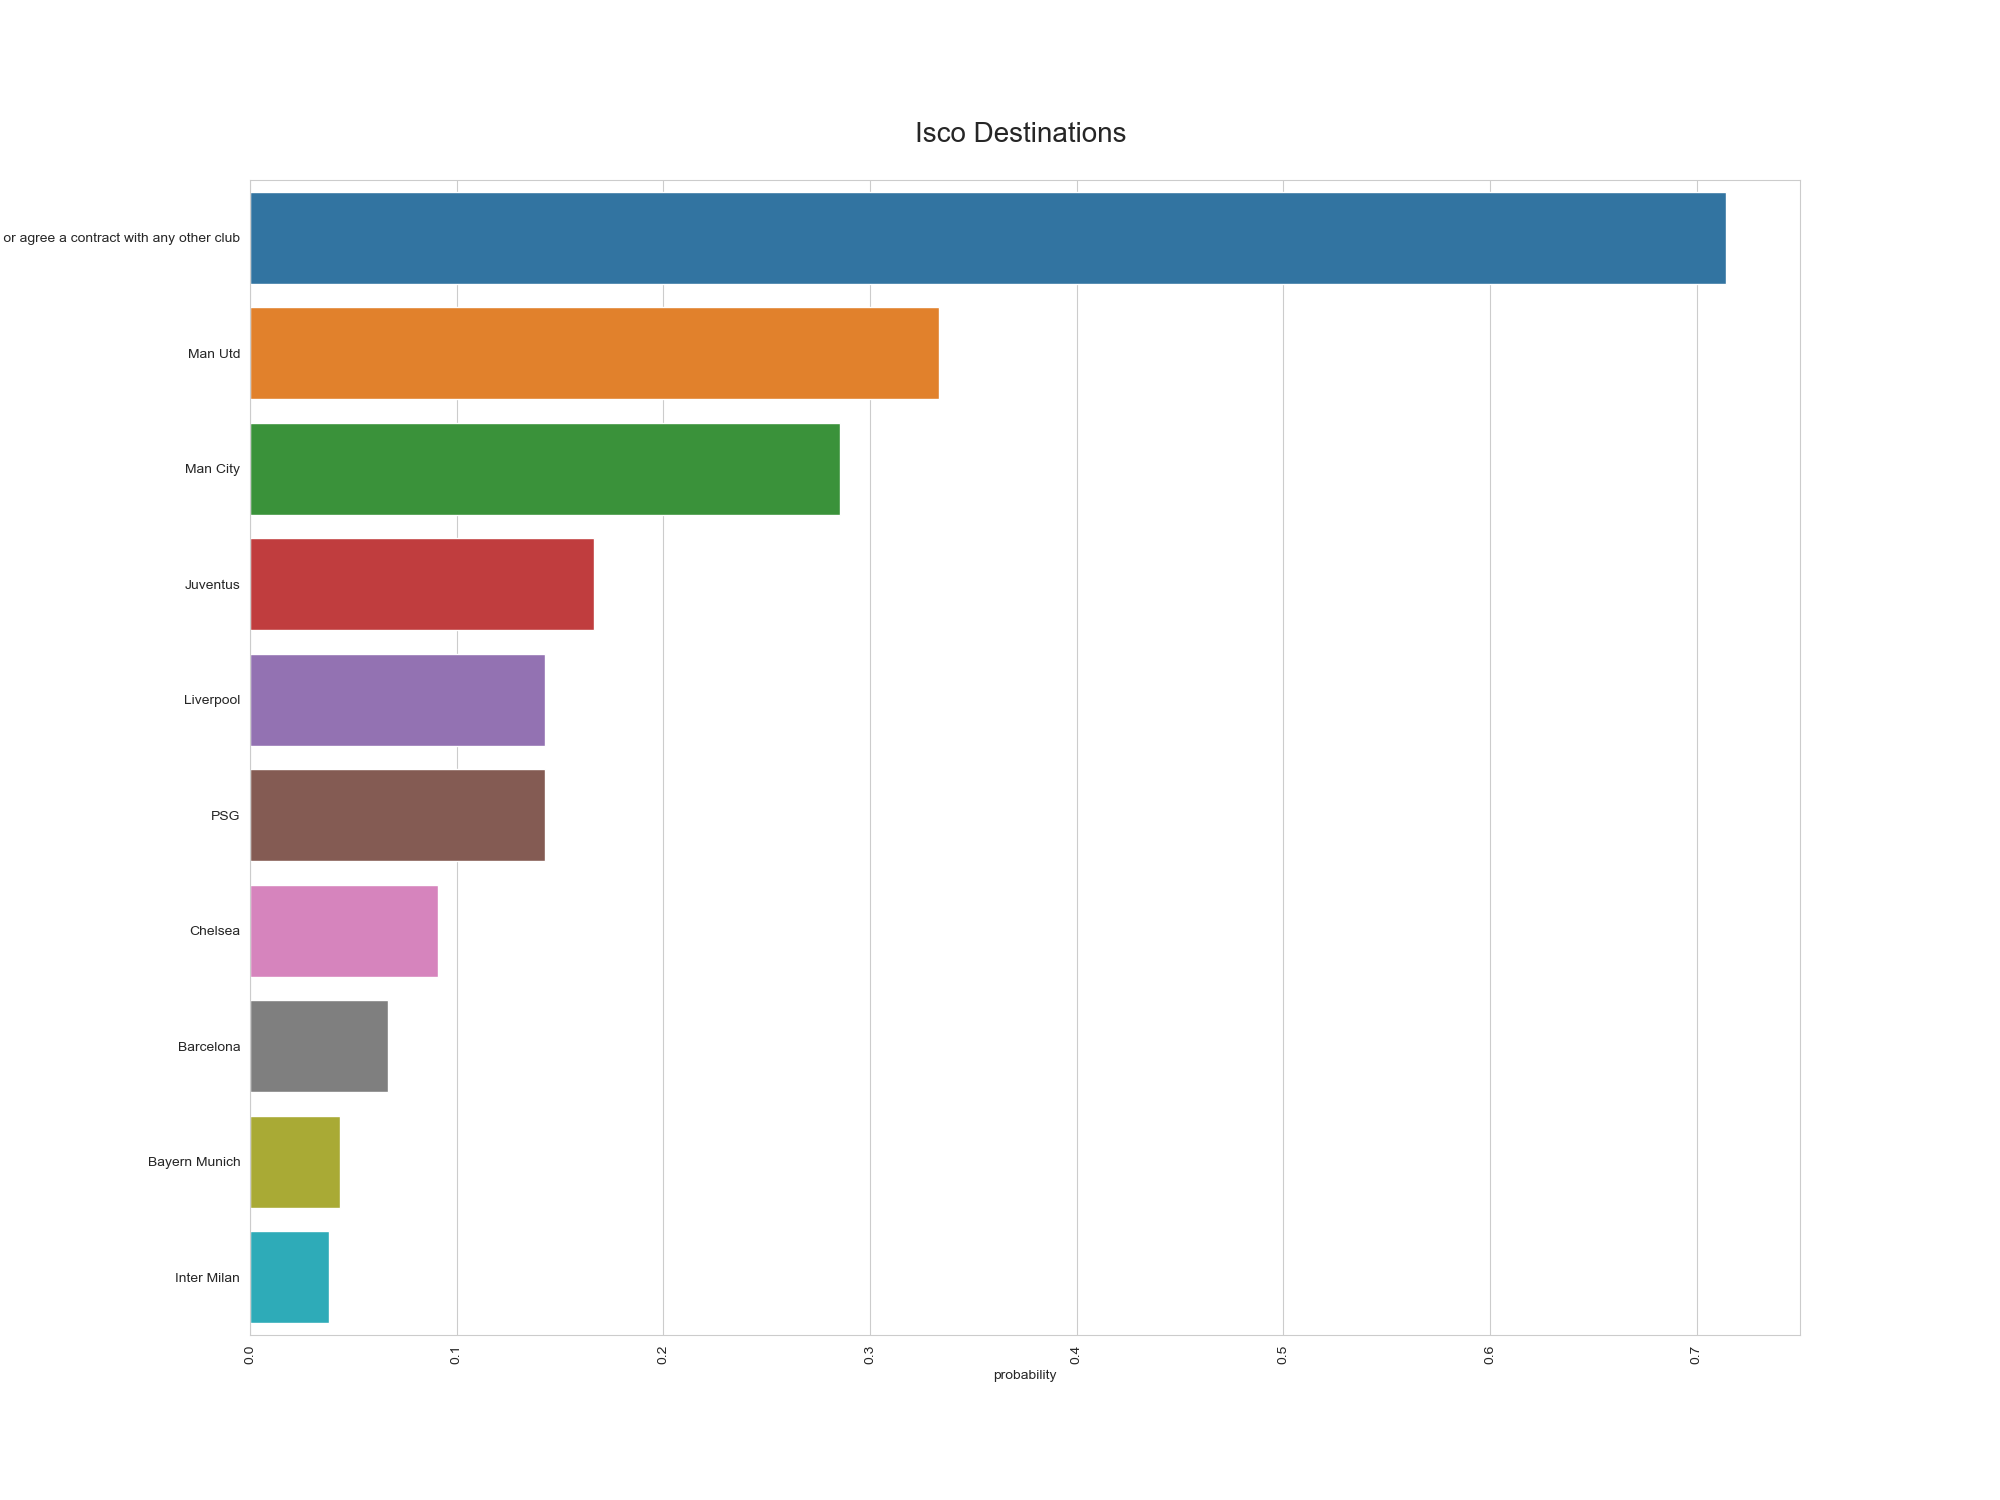 Isco Destinations
or agree a contract with any other club
Man Utd
Man City
Juventus
Liverpool
PSG
Chelsea
Barcelona
Bayern Munich
Inter Milan
0.0 0.1 0.2 0.3 0.4 0.5 0.6 0.7
probability